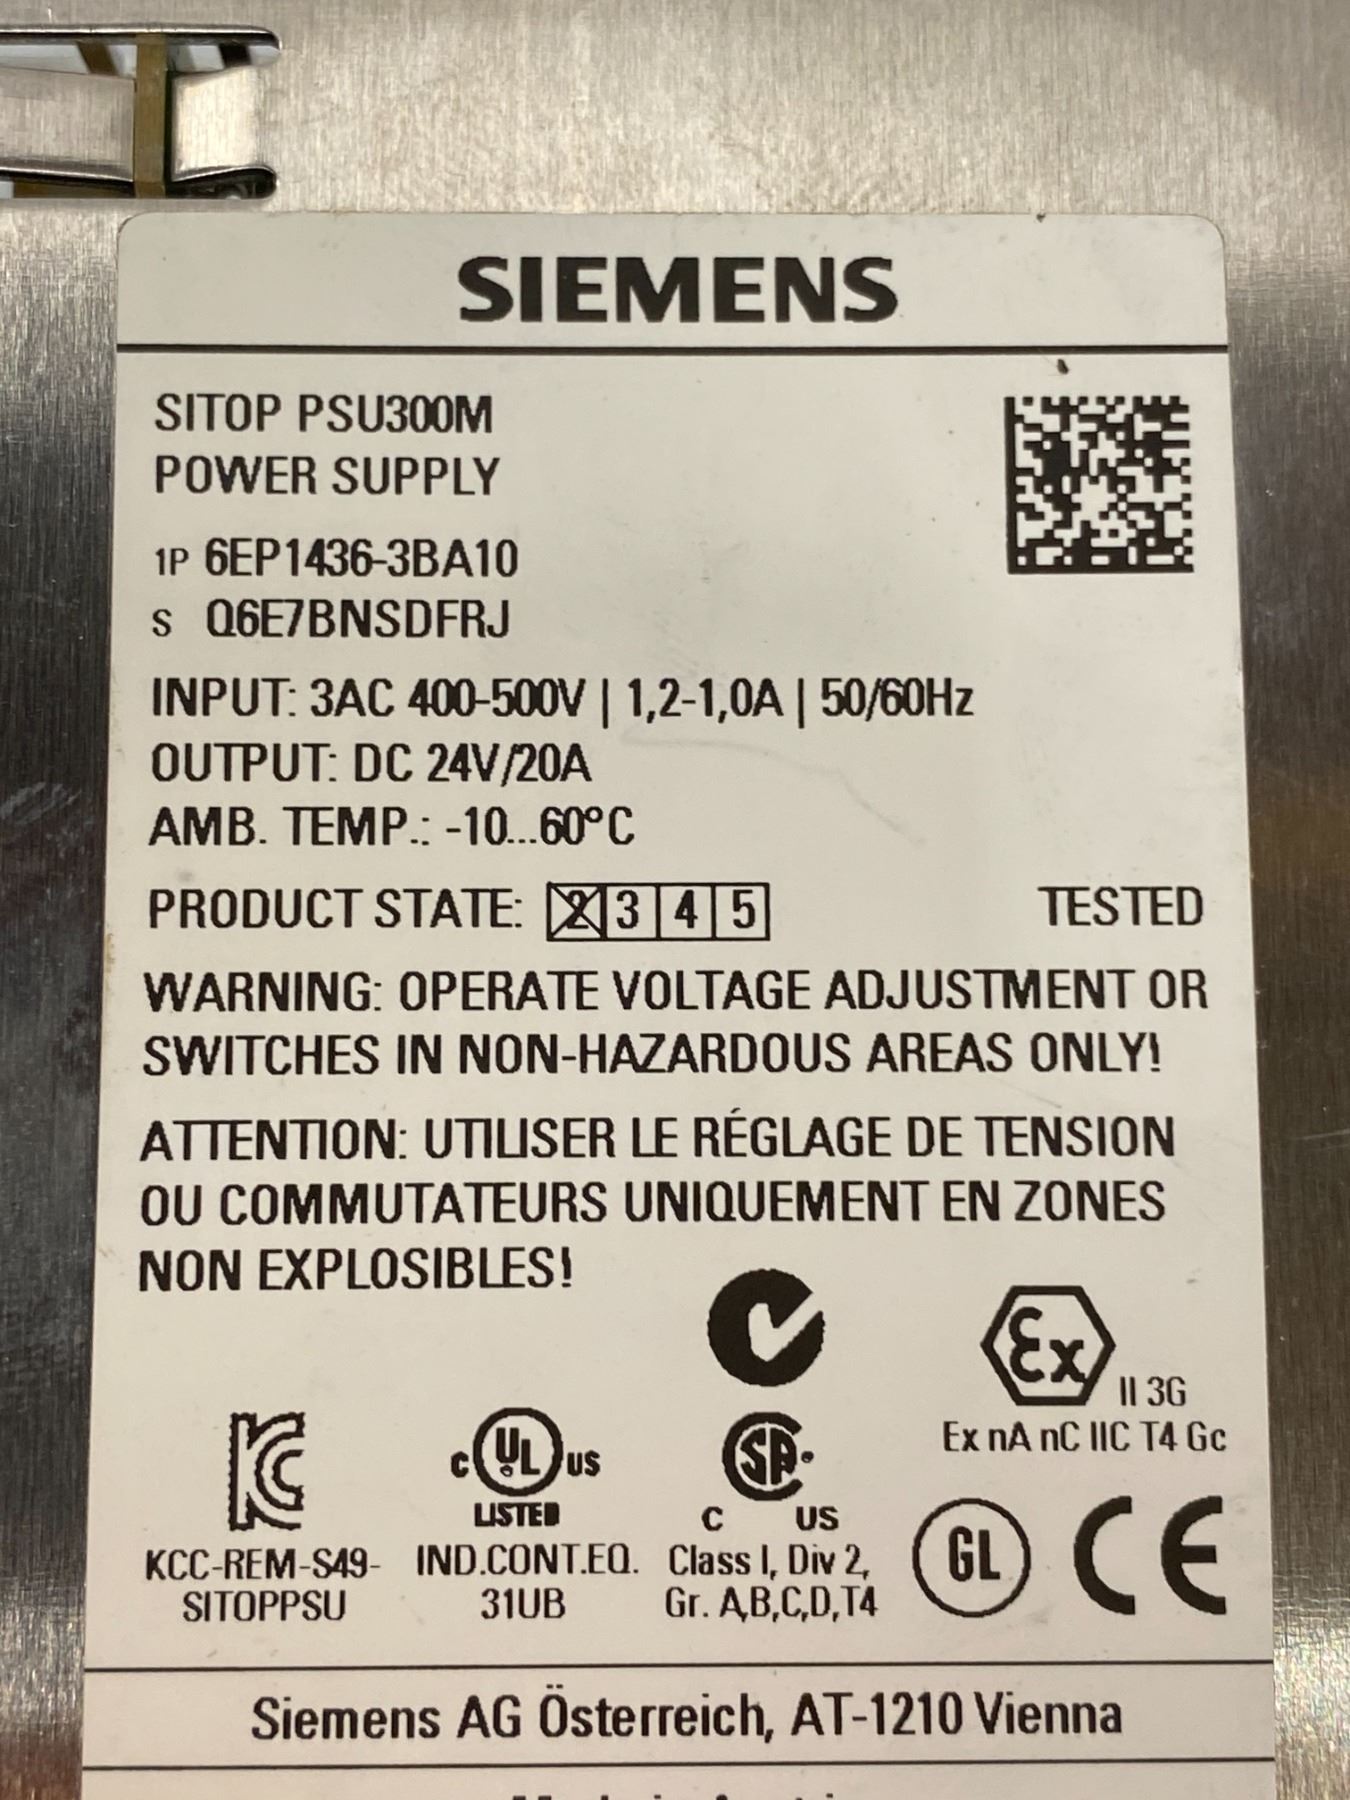 SIEMENS
SITOP PSU300M
POWER SUPPLY
1P 6EP1436-3BA10
S Q6E7BNSDFRJ
INPUT: 3AC 400-500V | 1,2-1,0A | 50/60Hz
OUTPUT: DC 24V/20A
AMB. TEMP.: -10...60°C
PRODUCT STATE: 2 3 4 5 TESTED
WARNING: OPERATE VOLTAGE ADJUSTMENT OR
SWITCHES IN NON-HAZARDOUS AREAS ONLY!
ATTENTION: UTILISER LE RÉGLAGE DE TENSION
OU COMMUTATEURS UNIQUEMENT EN ZONES
NON EXPLOSIBLES!
Ex II 3G
Ex nA nC IIC T4 Gc
KC
KCC-REM-S49-
SITOPPSU
C UL US
LISTED
IND.CONT.EQ.
31UB
SA
C US
Class I, Div 2,
Gr. A,B,C,D,T4
GL CE
Siemens AG Österreich, AT-1210 Vienna